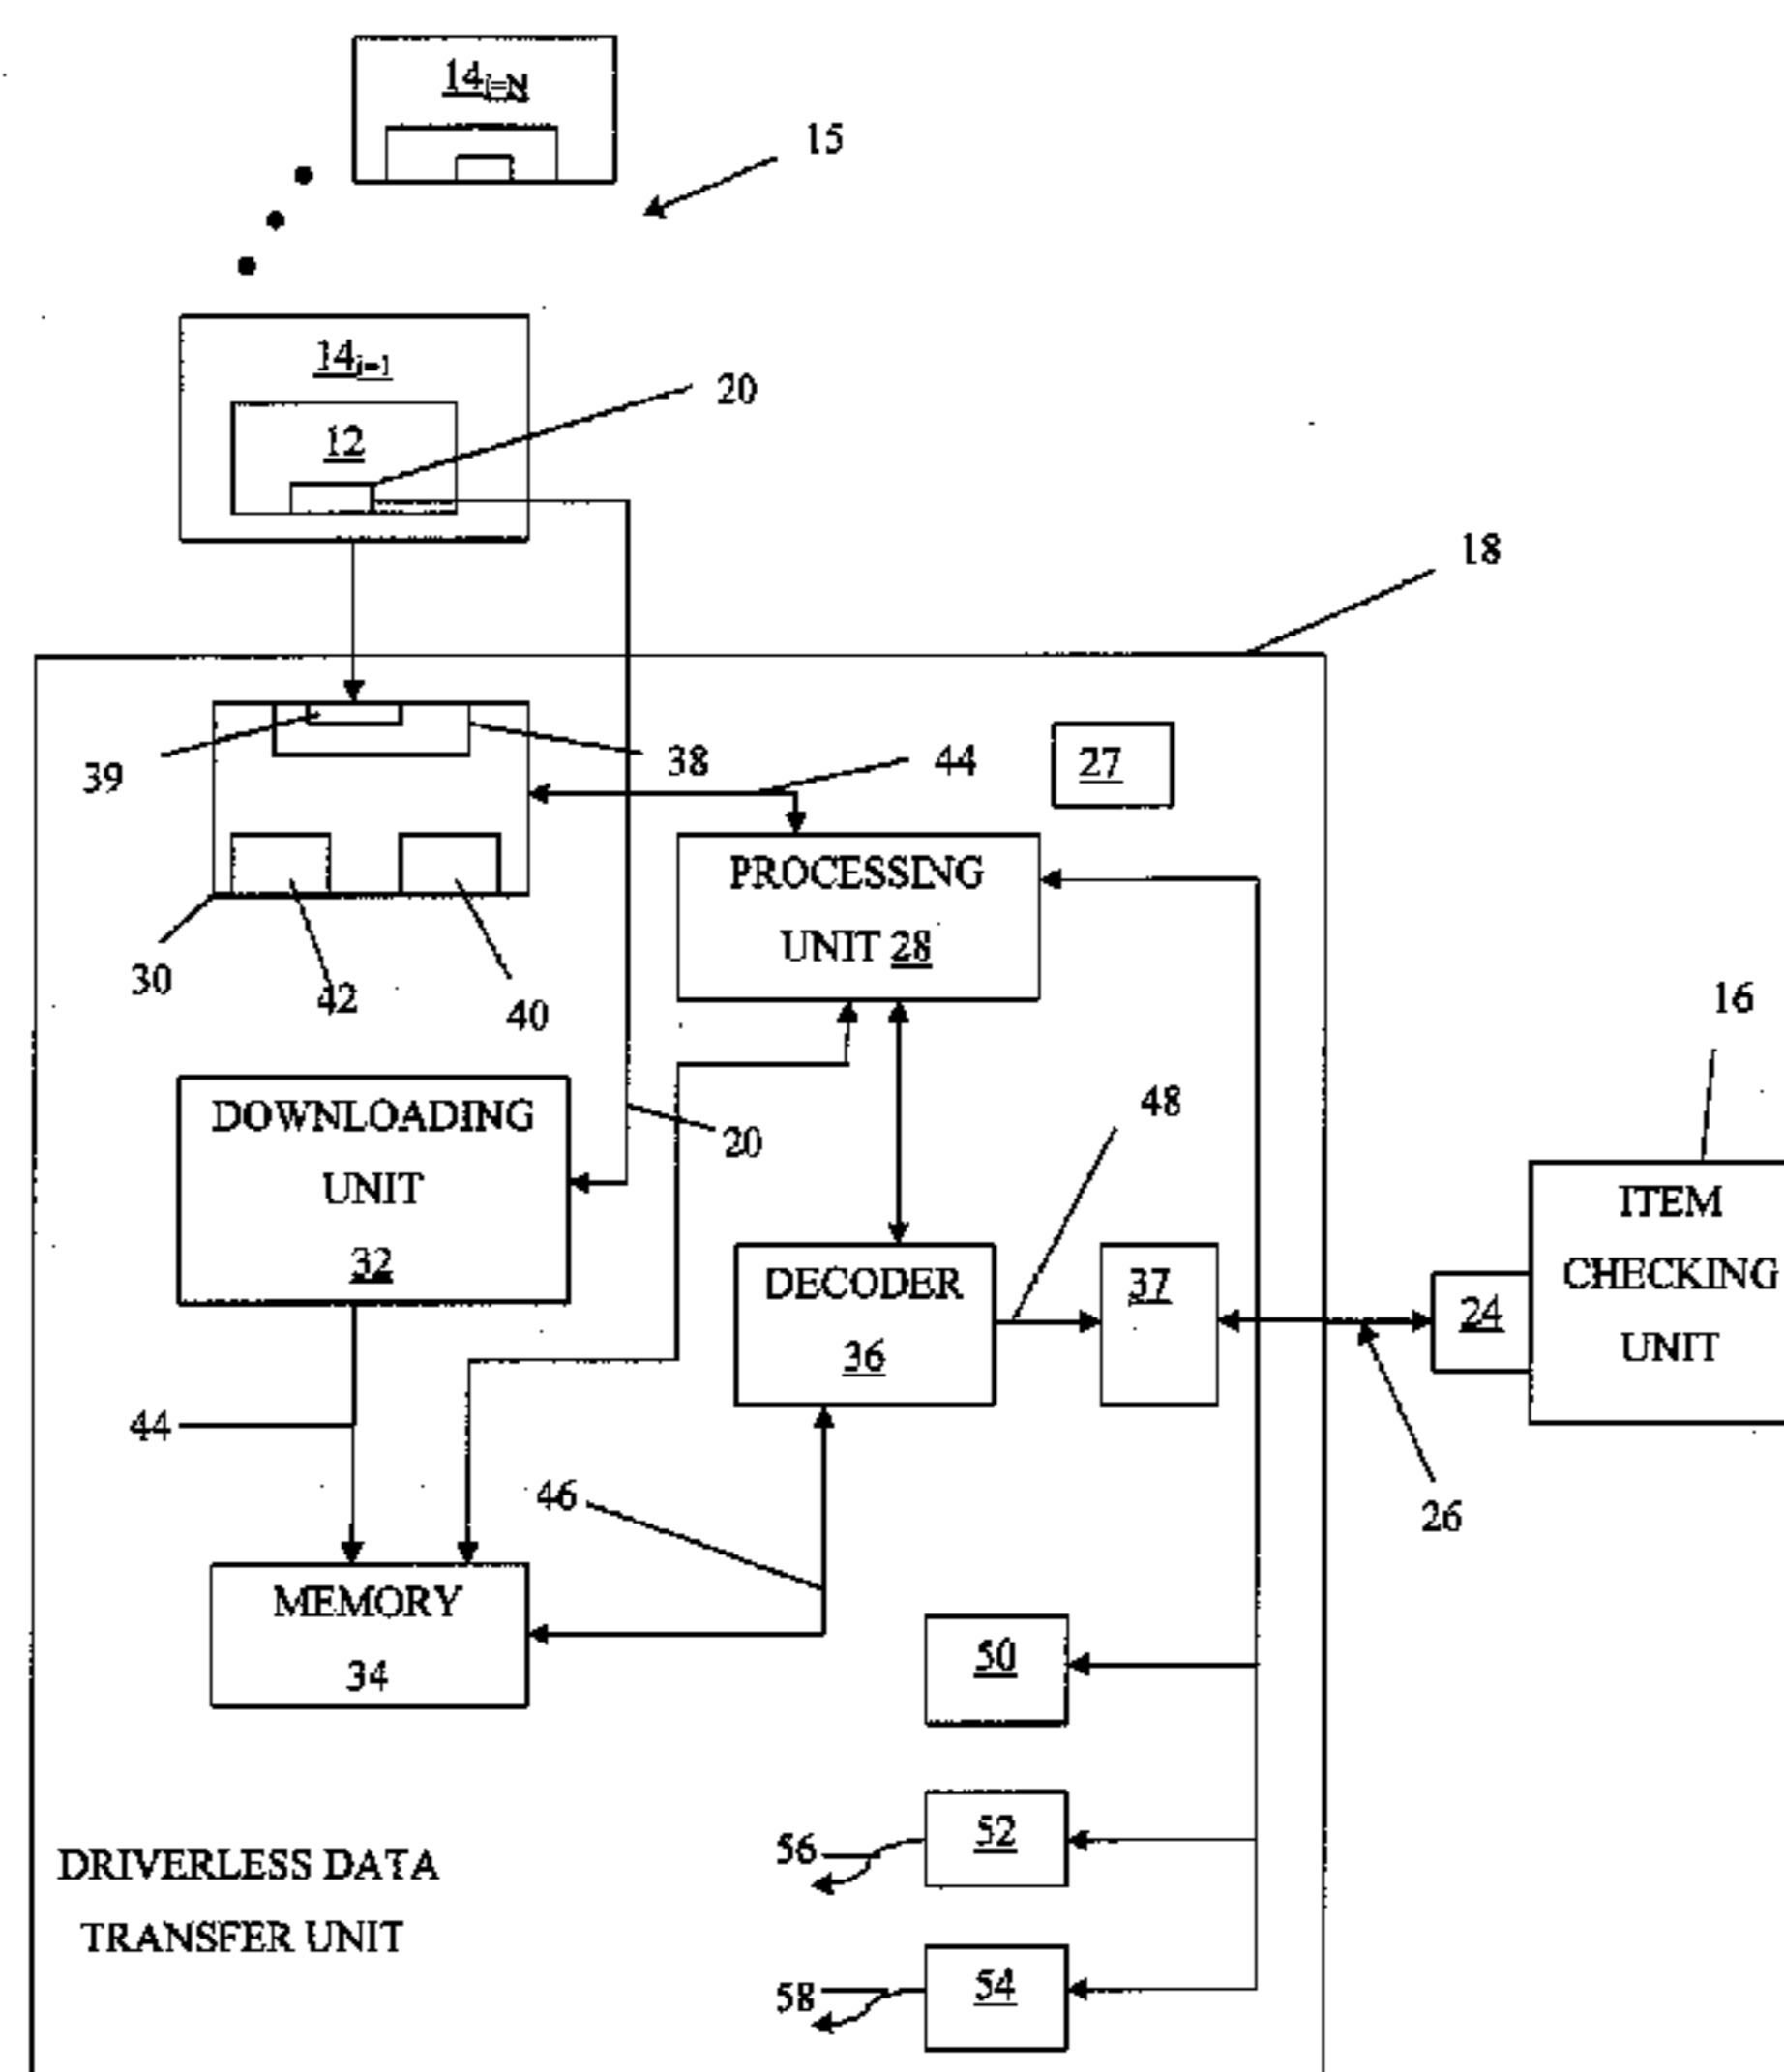 14i=N
15
14i=1
20
12
18
39
38
44
27
PROCESSING
UNIT 28
30
42
40
16
DOWNLOADING
UNIT
32
20
48
ITEM
CHECKING
UNIT
24
DECODER
36
37
44
46
26
MEMORY
34
50
56
52
DRIVERLESS DATA
TRANSFER UNIT
58
54